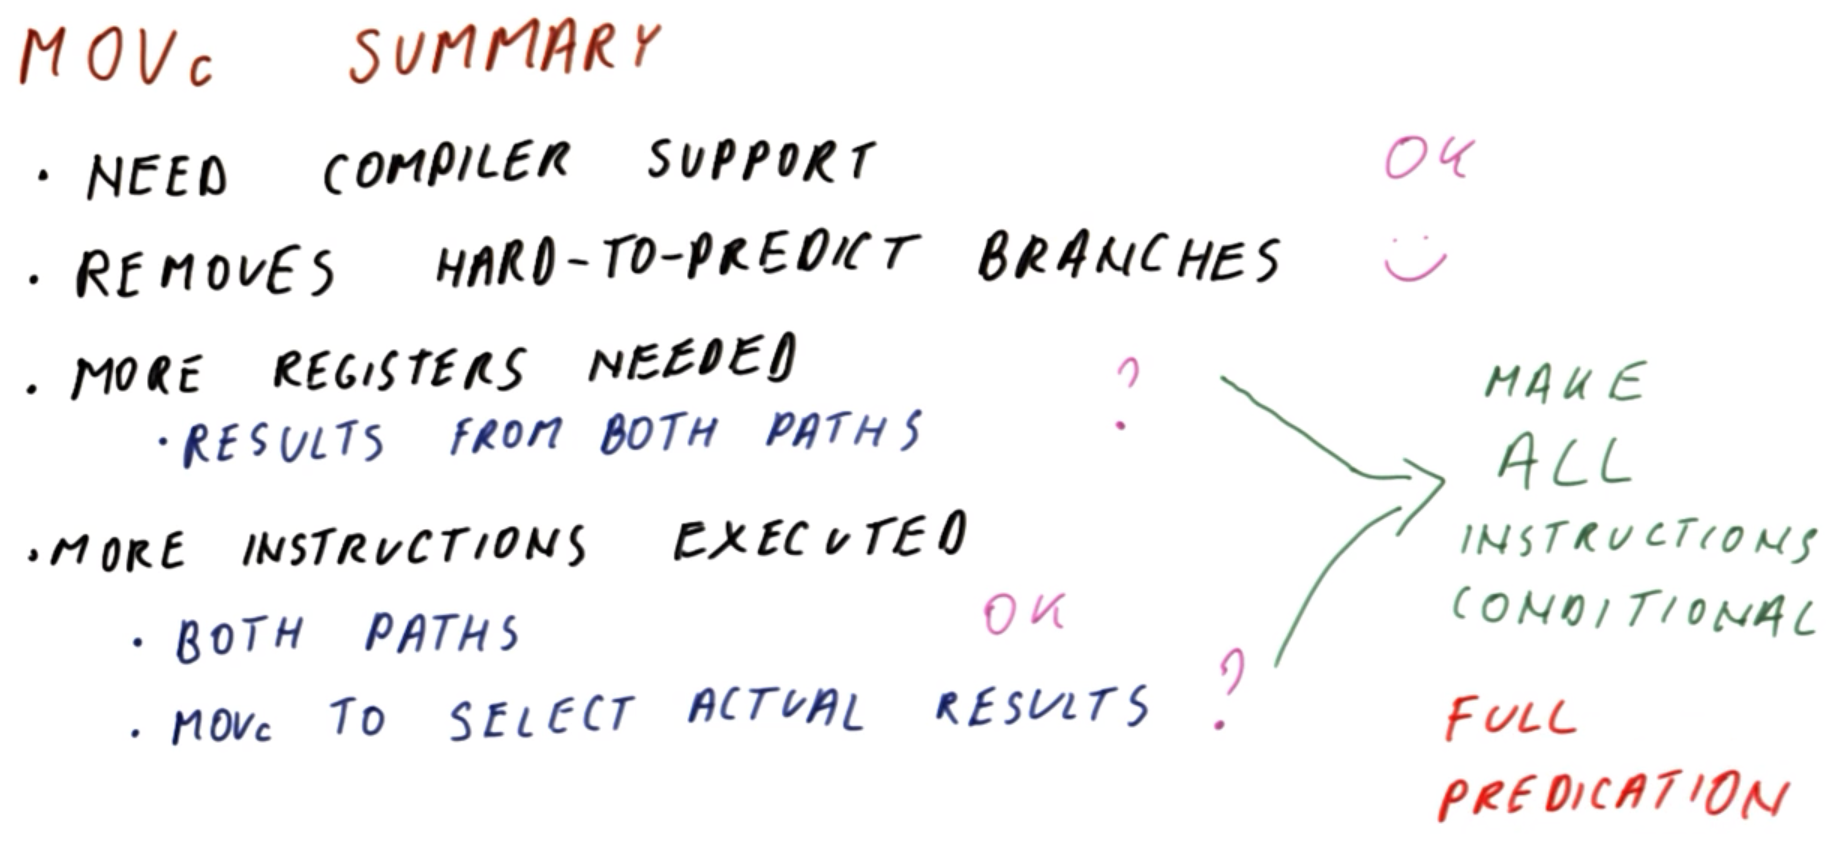 MOVc SUMMARY
• NEED COMPILER SUPPORT OK
• REMOVES HARD-TO-PREDICT BRANCHES
• MORE REGISTERS NEEDED ?
• RESULTS FROM BOTH PATHS
• MORE INSTRUCTIONS EXECUTED
• BOTH PATHS OK
• MOVc TO SELECT ACTUAL RESULTS ?
MAKE
ALL
INSTRUCTIONS
CONDITIONAL
FULL
PREDICATION